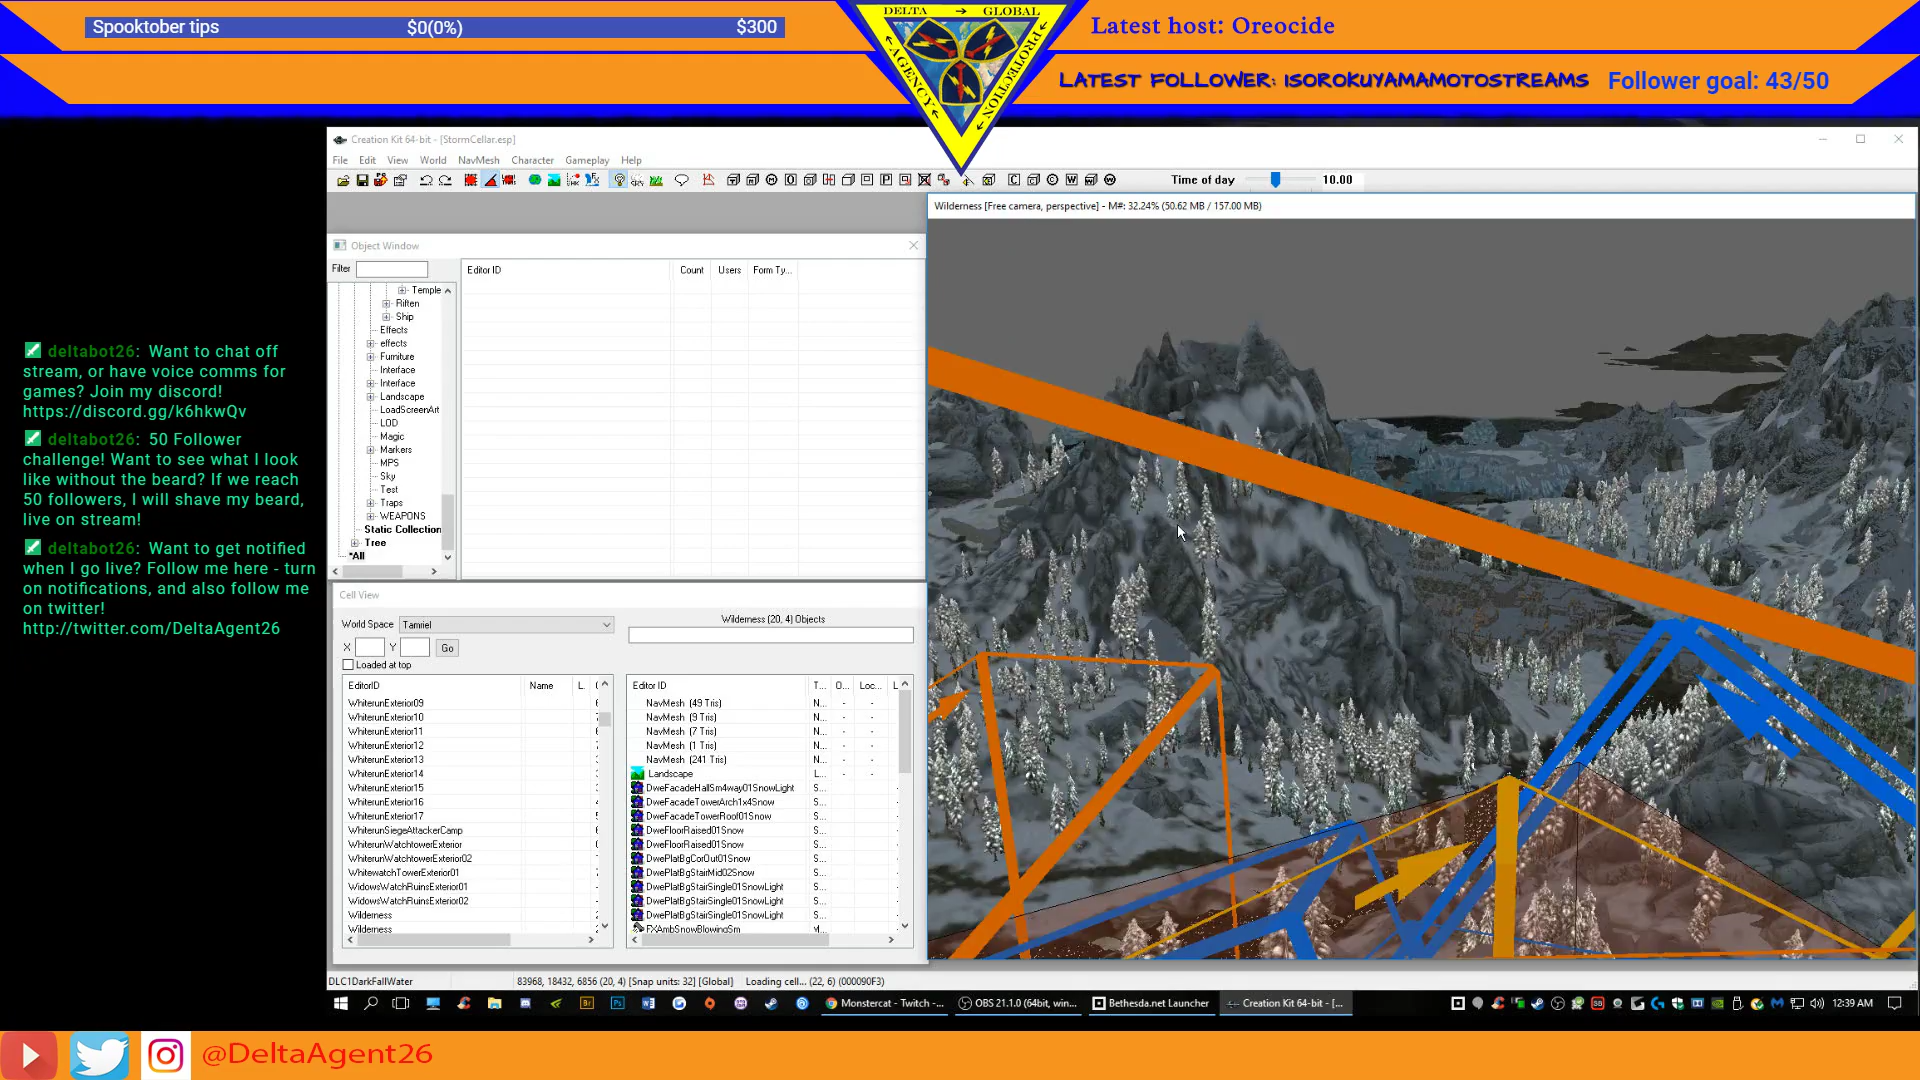 Spooktober tips $0(0%) $300
DELTA → GLOBAL
PROTECTION
AGENCY
Latest host: Oreocide
LATEST FOLLOWER: ISOROKUYAMAMOTOSTREAMS Follower goal: 43/50
Creation Kit 64-bit - [StormCellar.esp]
File Edit View World NavMesh Character Gameplay Help
Time of day 10.00
Wilderness [Free camera, perspective] - M#: 32.24% (50.62 MB / 157.00 MB)
Object Window
Filter
Editor ID Count Users Form Ty...
Temple
Riften
Ship
Effects
effects
Furniture
Interface
Interface
Landscape
LoadScreenArt
LOD
Magic
Markers
MPS
Sky
Test
Traps
WEAPONS
Static Collection
Tree
*All
deltabot26: Want to chat off
stream, or have voice comms for
games? Join my discord!
https://discord.gg/k6hkwQv
deltabot26: 50 Follower
challenge! Want to see what I look
like without the beard? If we reach
50 followers, I will shave my beard,
live on stream!
deltabot26: Want to get notified
when I go live? Follow me here - turn
on notifications, and also follow me
on twitter!
http://twitter.com/DeltaAgent26
Cell View
World Space Tamriel
X Y Go
Loaded at top
Wilderness (20, 4) Objects
EditorID Name L.
WhiterunExterior09
WhiterunExterior10
WhiterunExterior11
WhiterunExterior12
WhiterunExterior13
WhiterunExterior14
WhiterunExterior15
WhiterunExterior16
WhiterunExterior17
WhiterunSiegeAttackerCamp
WhiterunWatchtowerExterior
WhiterunWatchtowerExterior02
WhitewatchTowerExterior01
WidowsWatchRuinsExterior01
WidowsWatchRuinsExterior02
Wilderness
Wilderness
Editor ID T... O... Loc... L
NavMesh (49 Tris) N... - -
NavMesh (9 Tris) N... - -
NavMesh (7 Tris) N... - -
NavMesh (1 Tris) N... - -
NavMesh (241 Tris) N... - -
Landscape L... - -
DweFacadeHallSm4way01SnowLight S...
DweFacadeTowerArch1x4Snow S...
DweFacadeTowerRoof01Snow S...
DweFloorRaised01Snow S...
DweFloorRaised01Snow S...
DwePlatBgCorOut01Snow S...
DwePlatBgStairMid02Snow S...
DwePlatBgStairSingle01SnowLight S...
DwePlatBgStairSingle01SnowLight S...
DwePlatBgStairSingle01SnowLight S...
FXAmbSnowBlowingSm
DLC1DarkFallWater 83968, 18432, 6856 (20, 4) [Snap units: 32] [Global] Loading cell... (22, 6) (000090F3)
Monstercat - Twitch -... OBS 21.1.0 (64bit, win... Bethesda.net Launcher Creation Kit 64-bit - [... 12:39 AM
@DeltaAgent26